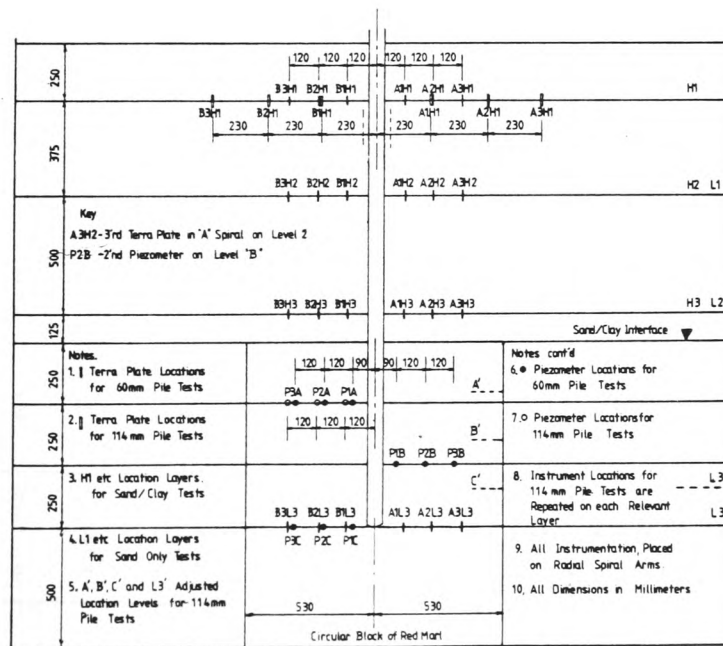 120 120 120 120 120 120
250
B3H1 B2H1 B1H1 A1H1 A2H1 A3H1 H1
B3H1 B2H1 B1H1 A1H1 A2H1 A3H1
230 230 230 230 230 230
375
B3H2 B2H2 B1H2 A1H2 A2H2 A3H2 H2 L1
Key
A3H2-3'rd Terra Plate in "A" Spiral on Level 2
P2B -2'nd Piezometer on Level "B"
500
B3H3 B2H3 B1H3 A1H3 A2H3 A3H3 H3 L2
125
Sand/Clay Interface
Notes.
1. Terra Plate Locations
for 60mm Pile Tests
250
120 120 90 90 120 120
P3A P2A P1A
A'
Notes cont'd
6. Piezometer Locations for
60mm Pile Tests
2. Terra Plate Locations
for 114mm Pile Tests
250
120 120
P1B P2B P3B
B'
7. Piezometer Locations for
114mm Pile Tests
3. H1 etc Location Layers.
for Sand/Clay Tests
250
B3L3 B2L3 B1L3 A1L3 A2L3 A3L3
C'
8. Instrument Locations for
114mm Pile Tests are
Repeated on each Relevant
Layer
L3'
L3
4. L1 etc Location Layers
for Sand Only Tests
P3C P2C P1C
5. A', B', C' and L3' Adjusted
Location Levels for 114mm
Pile Tests
500
530 530
Circular Block of Red Marl
9. All Instrumentation, Placed
on Radial Spiral Arms
10, All Dimensions in Millimeters